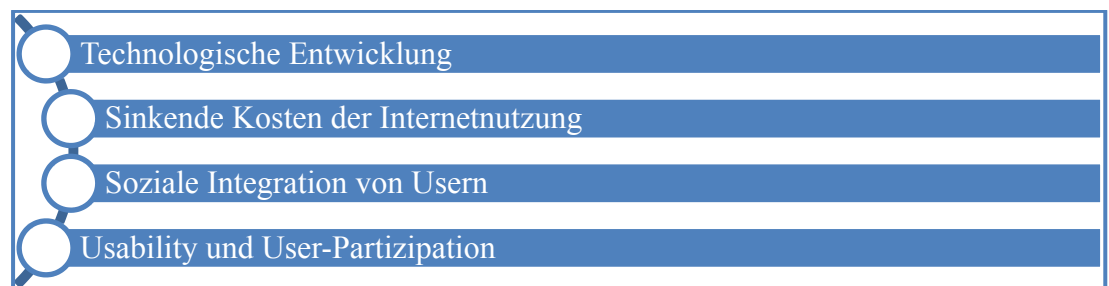 Technologische Entwicklung
Sinkende Kosten der Internetnutzung
Soziale Integration von Usern
Usability und User-Partizipation